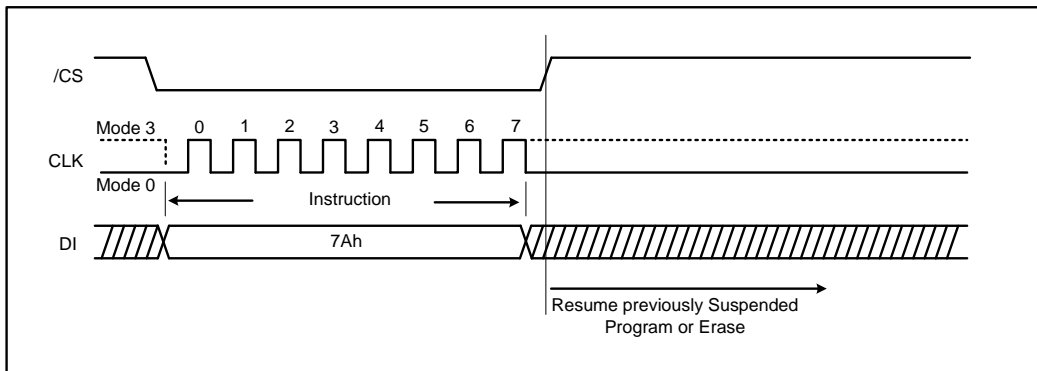 /CS
Mode 3
0 1 2 3 4 5 6 7
CLK
Mode 0
Instruction
DI
7Ah
Resume previously Suspended
Program or Erase